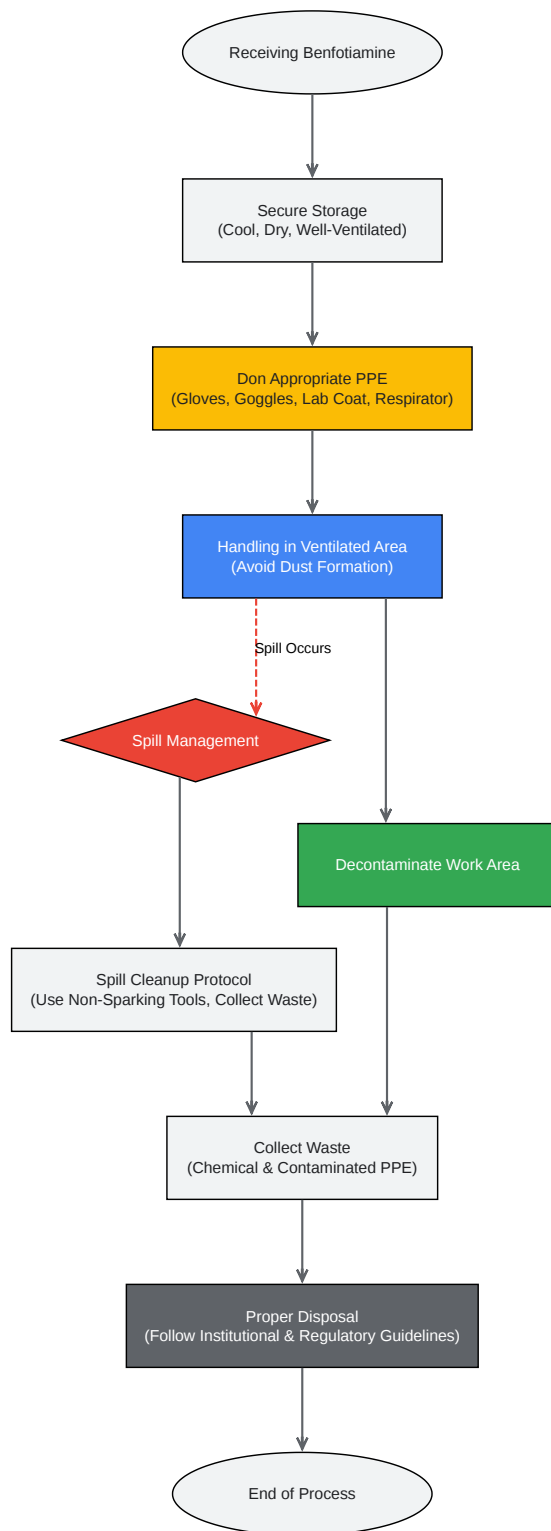 Receiving Benfotiamine
Secure Storage
(Cool, Dry, Well-Ventilated)
Don Appropriate PPE
(Gloves, Goggles, Lab Coat, Respirator)
Handling in Ventilated Area
(Avoid Dust Formation)
Spill Occurs
Spill Management
Decontaminate Work Area
Spill Cleanup Protocol
(Use Non-Sparking Tools, Collect Waste)
Collect Waste
(Chemical & Contaminated PPE)
Proper Disposal
(Follow Institutional & Regulatory Guidelines)
End of Process